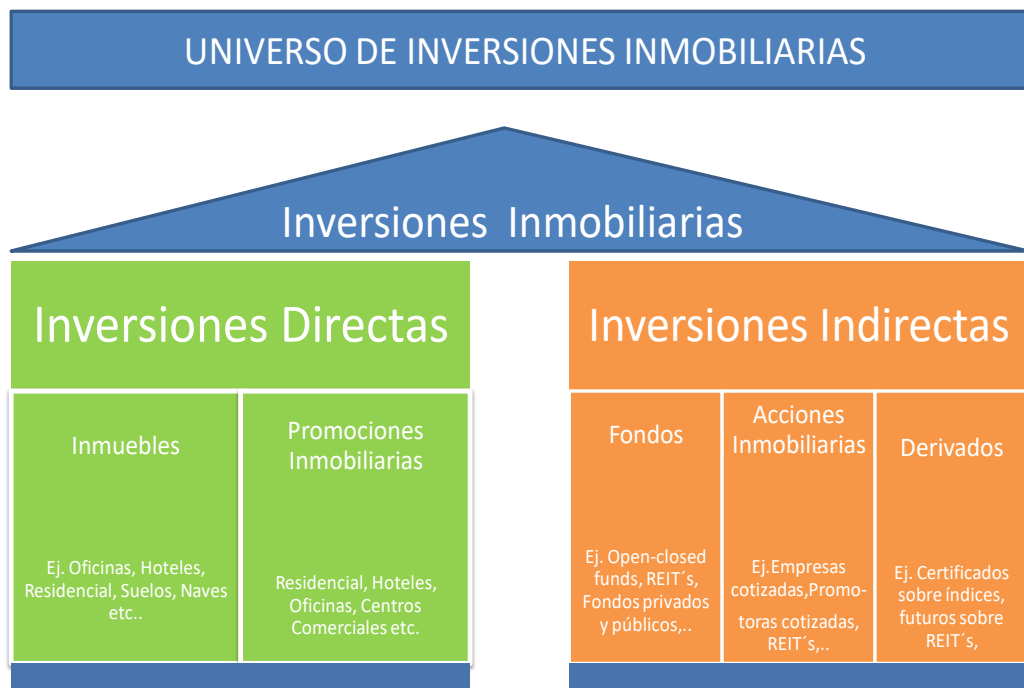 UNIVERSO DE INVERSIONES INMOBILIARIAS
Inversiones Inmobiliarias
Inversiones Directas
Inmuebles
Ej. Oficinas, Hoteles,
Residencial, Suelos, Naves
etc..
Promociones
Inmobiliarias
Residencial, Hoteles,
Oficinas, Centros
Comerciales etc.
Inversiones Indirectas
Fondos
Ej. Open-closed
funds, REIT´s,
Fondos privados
y públicos,..
Acciones
Inmobiliarias
Ej.Empresas
cotizadas,Promo-
toras cotizadas,
REIT´s,..
Derivados
Ej. Certificados
sobre índices,
futuros sobre
REIT´s,